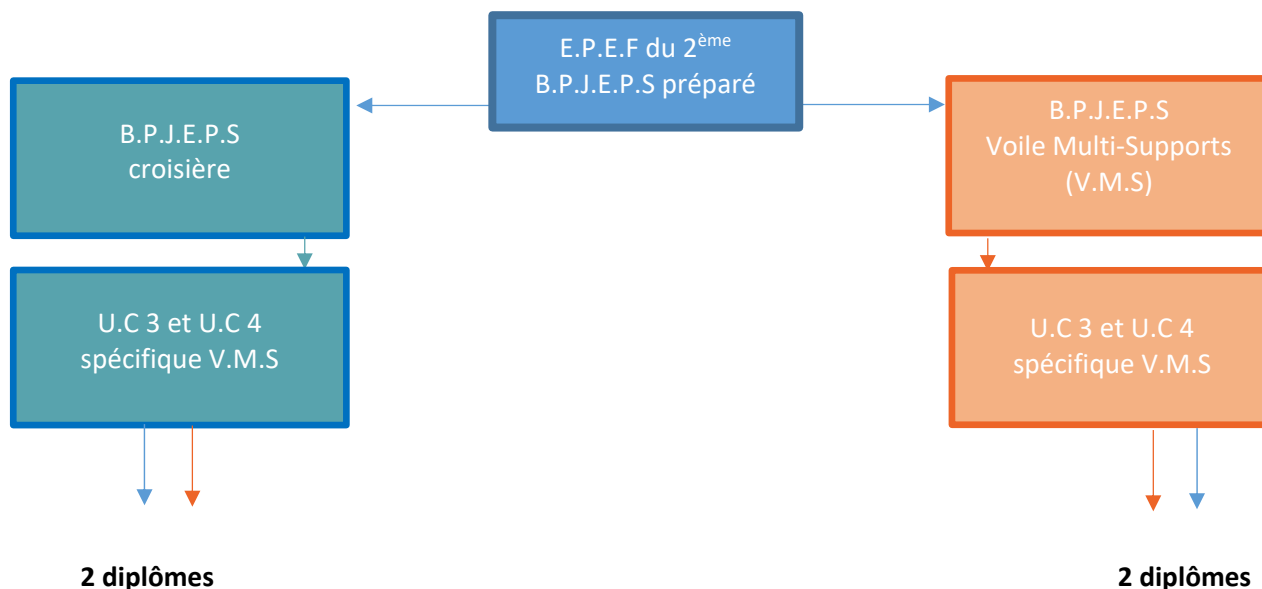 E.P.E.F du 2ème
B.P.J.E.P.S préparé
B.P.J.E.P.S
croisière
B.P.J.E.P.S
Voile Multi-Supports
(V.M.S)
U.C 3 et U.C 4
spécifique V.M.S
U.C 3 et U.C 4
spécifique V.M.S
2 diplômes
2 diplômes